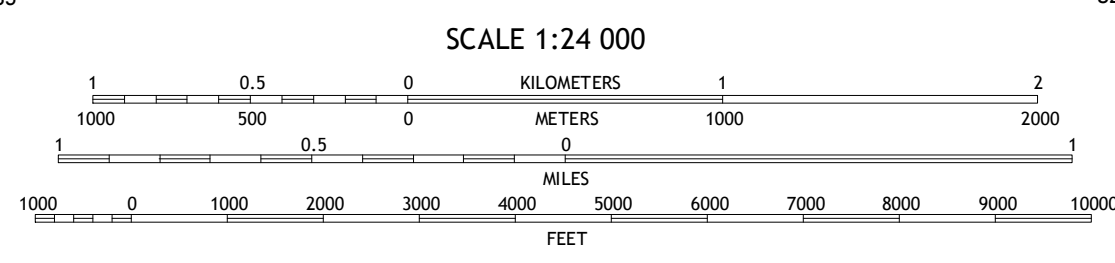 SCALE 1:24 000
1 0.5 0 KILOMETERS 1 2
1000 500 0 METERS 1000 2000
1 0.5 0 1
MILES
1000 0 1000 2000 3000 4000 5000 6000 7000 8000 9000 10000
FEET